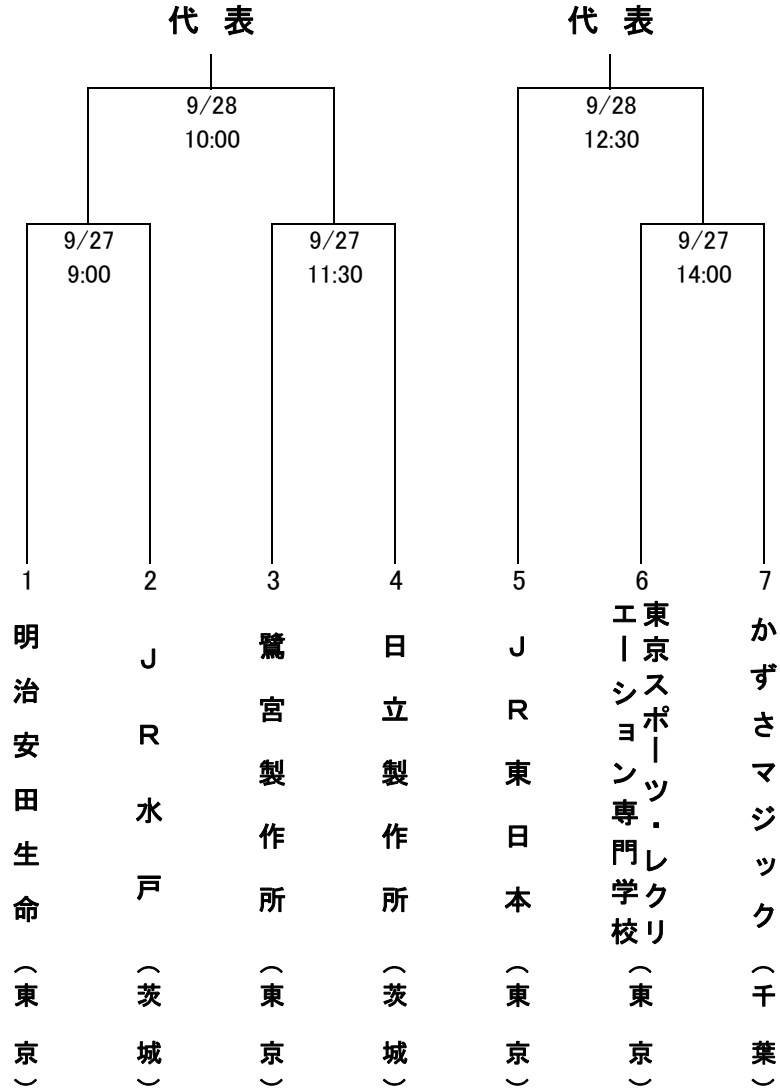 代表
代表
9/28
10:00
9/28
12:30
9/27
9:00
9/27
11:30
9/27
14:00
1
2
3
4
5
6
7
明治安田生命（東京）
ＪＲ水戸（茨城）
鷺宮製作所（東京）
日立製作所（茨城）
ＪＲ東日本（東京）
東京スポーツ・レクリ
エーション専門学校（東京）
かずさマジック（千葉）